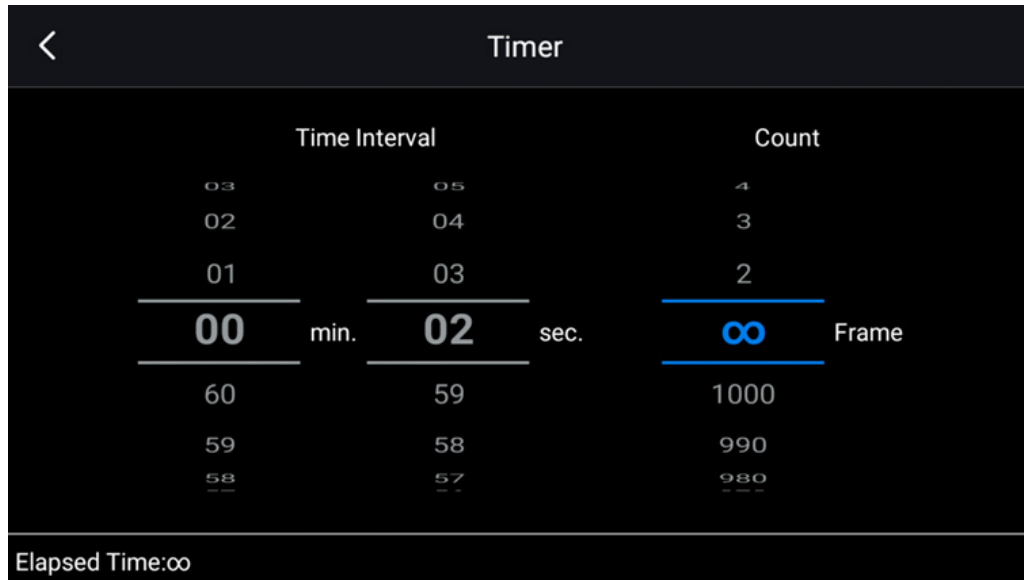 Timer
Time Interval Count
03 05 4
02 04 3
01 03 2
00 min. 02 sec. ∞ Frame
60 59 1000
59 58 990
58 57 980
Elapsed Time:∞